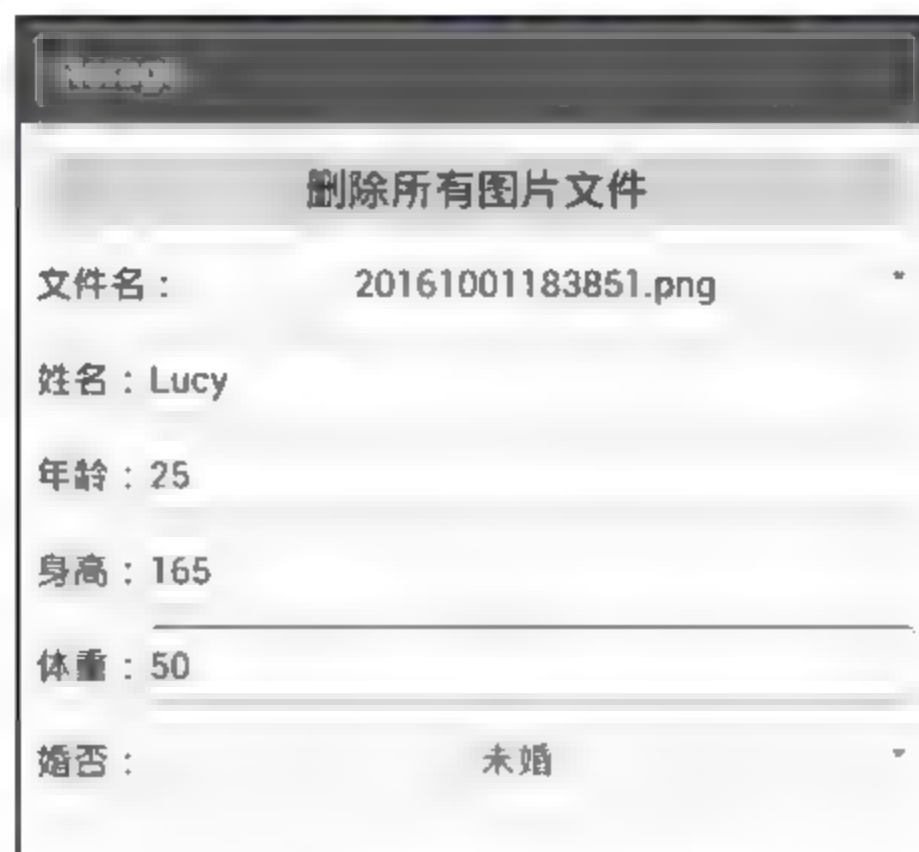 删除所有图片文件
文件名： 20161001183851.png
姓名：Lucy
年龄：25
身高：165
体重：50
婚否： 未婚